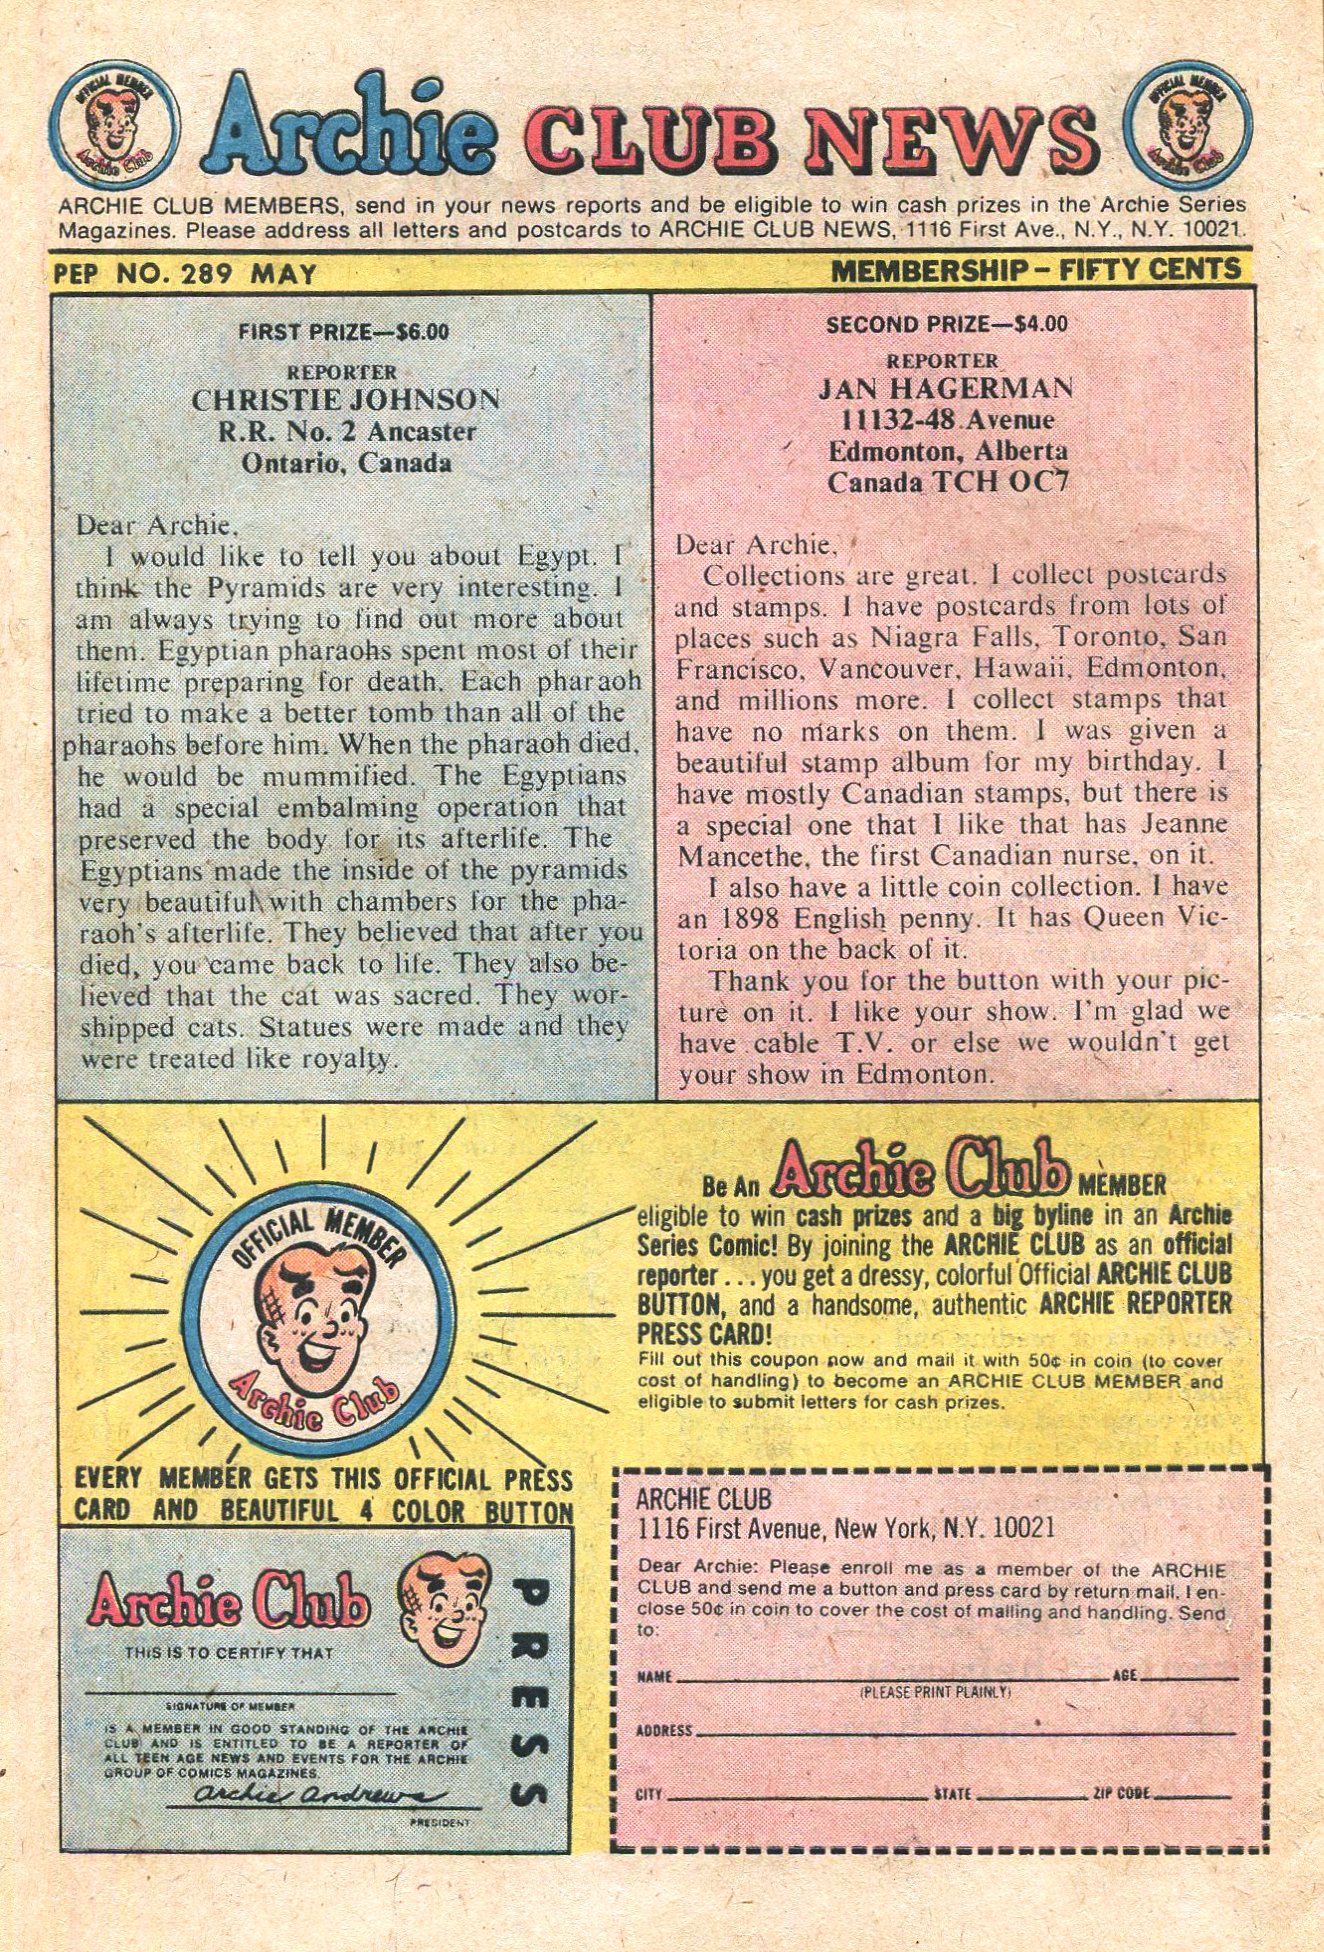 OFFICIAL MEMBER
Archie Club
Archie CLUB NEWS
OFFICIAL MEMBER
Archie Club
ARCHIE CLUB MEMBERS, send in your news reports and be eligible to win cash prizes in the Archie Series
Magazines. Please address all letters and postcards to ARCHIE CLUB NEWS, 1116 First Ave., N.Y., N.Y. 10021.
PEP NO. 289 MAY
MEMBERSHIP – FIFTY CENTS
FIRST PRIZE—$6.00
REPORTER
CHRISTIE JOHNSON
R.R. No. 2 Ancaster
Ontario, Canada
Dear Archie,
I would like to tell you about Egypt. I
think the Pyramids are very interesting. I
am always trying to find out more about
them. Egyptian pharaohs spent most of their
lifetime preparing for death. Each pharaoh
tried to make a better tomb than all of the
pharaohs before him. When the pharaoh died,
he would be mummified. The Egyptians
had a special embalming operation that
preserved the body for its afterlife. The
Egyptians made the inside of the pyramids
very beautiful with chambers for the pha-
raoh's afterlife. They believed that after you
died, you came back to life. They also be-
lieved that the cat was sacred. They wor-
shipped cats. Statues were made and they
were treated like royalty.
SECOND PRIZE—$4.00
REPORTER
JAN HAGERMAN
11132-48 Avenue
Edmonton, Alberta
Canada TCH OC7
Dear Archie,
Collections are great. I collect postcards
and stamps. I have postcards from lots of
places such as Niagra Falls, Toronto, San
Francisco, Vancouver, Hawaii, Edmonton,
and millions more. I collect stamps that
have no marks on them. I was given a
beautiful stamp album for my birthday. I
have mostly Canadian stamps, but there is
a special one that I like that has Jeanne
Mancethe, the first Canadian nurse, on it.
I also have a little coin collection. I have
an 1898 English penny. It has Queen Vic-
toria on the back of it.
Thank you for the button with your pic-
ture on it. I like your show. I'm glad we
have cable T.V. or else we wouldn't get
your show in Edmonton.
OFFICIAL MEMBER
Archie Club
EVERY MEMBER GETS THIS OFFICIAL PRESS
CARD AND BEAUTIFUL 4 COLOR BUTTON
Archie Club
THIS IS TO CERTIFY THAT
SIGNATURE OF MEMBER
IS A MEMBER IN GOOD STANDING OF THE ARCHIE
CLUB AND IS ENTITLED TO BE A REPORTER OF
ALL TEEN AGE NEWS AND EVENTS FOR THE ARCHIE
GROUP OF COMICS MAGAZINES.
Archie Andrews
PRESIDENT
PRESS
Be An Archie Club MEMBER
eligible to win cash prizes and a big byline in an Archie
Series Comic! By joining the ARCHIE CLUB as an official
reporter . . . you get a dressy, colorful Official ARCHIE CLUB
BUTTON, and a handsome, authentic ARCHIE REPORTER
PRESS CARD!
Fill out this coupon now and mail it with 50¢ in coin (to cover
cost of handling) to become an ARCHIE CLUB MEMBER and
eligible to submit letters for cash prizes.
ARCHIE CLUB
1116 First Avenue, New York, N.Y. 10021
Dear Archie: Please enroll me as a member of the ARCHIE
CLUB and send me a button and press card by return mail. I en-
close 50¢ in coin to cover the cost of mailing and handling. Send
to:
NAME AGE
(PLEASE PRINT PLAINLY)
ADDRESS
CITY STATE ZIP CODE